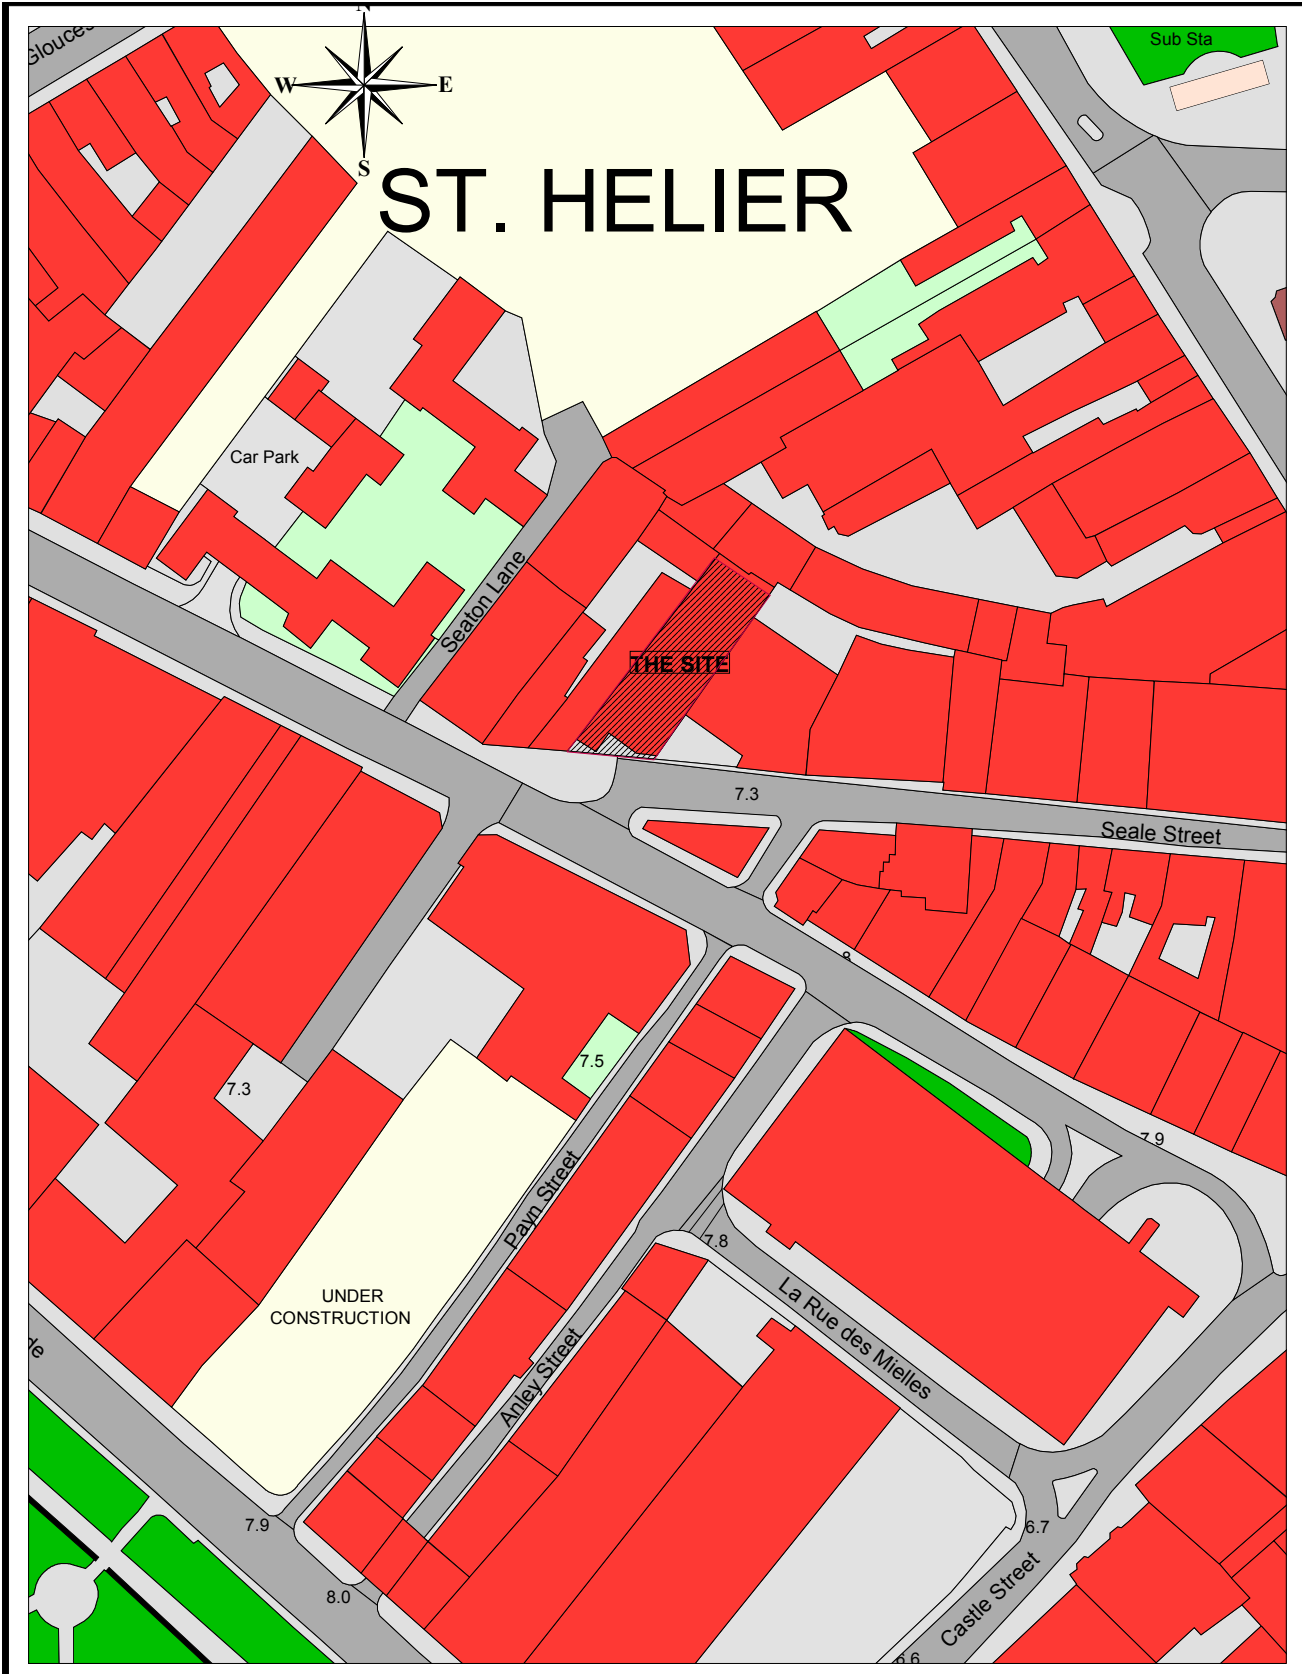 N
Sub Sta
W
E
S
ST. HELIER
Car Park
Seaton Lane
THE SITE
7.3
Seale Street
8
7.5
7.3
7.9
Payn Street
7.8
La Rue des Mielles
UNDER
CONSTRUCTION
Anley Street
7.9
8.0
6.7
Castle Street
6.6